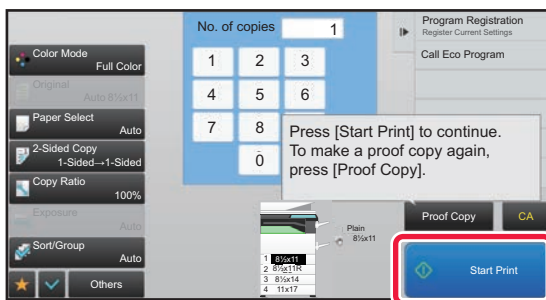 No. of copies 1
Program Registration
Register Current Settings
Call Eco Program
Color Mode
Full Color
Original
Auto 8½x11
Paper Select
Auto
2-Sided Copy
1-Sided→1-Sided
Copy Ratio
100%
Exposure
Auto
Sort/Group
Auto
Others
1 2 3
4 5 6
7 8
0
Press [Start Print] to continue.
To make a proof copy again,
press [Proof Copy].
Plain
8½x11
1 8½x11
2 8½x11R
3 8½x14
4 11x17
Proof Copy
CA
Start Print